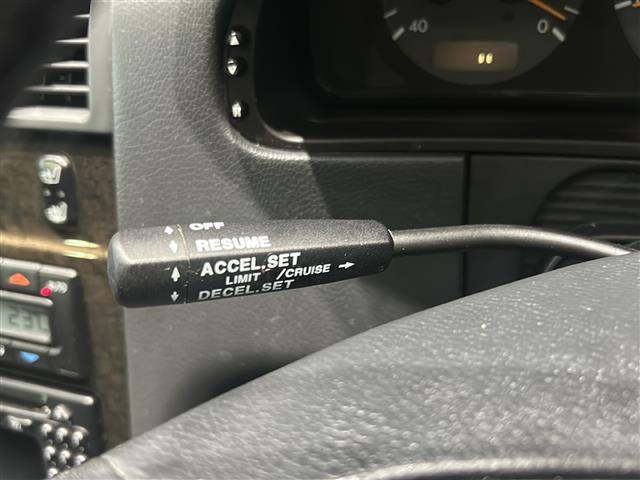 40
0
OFF
RESUME
ACCEL.SET
LIMIT /CRUISE
DECEL.SET